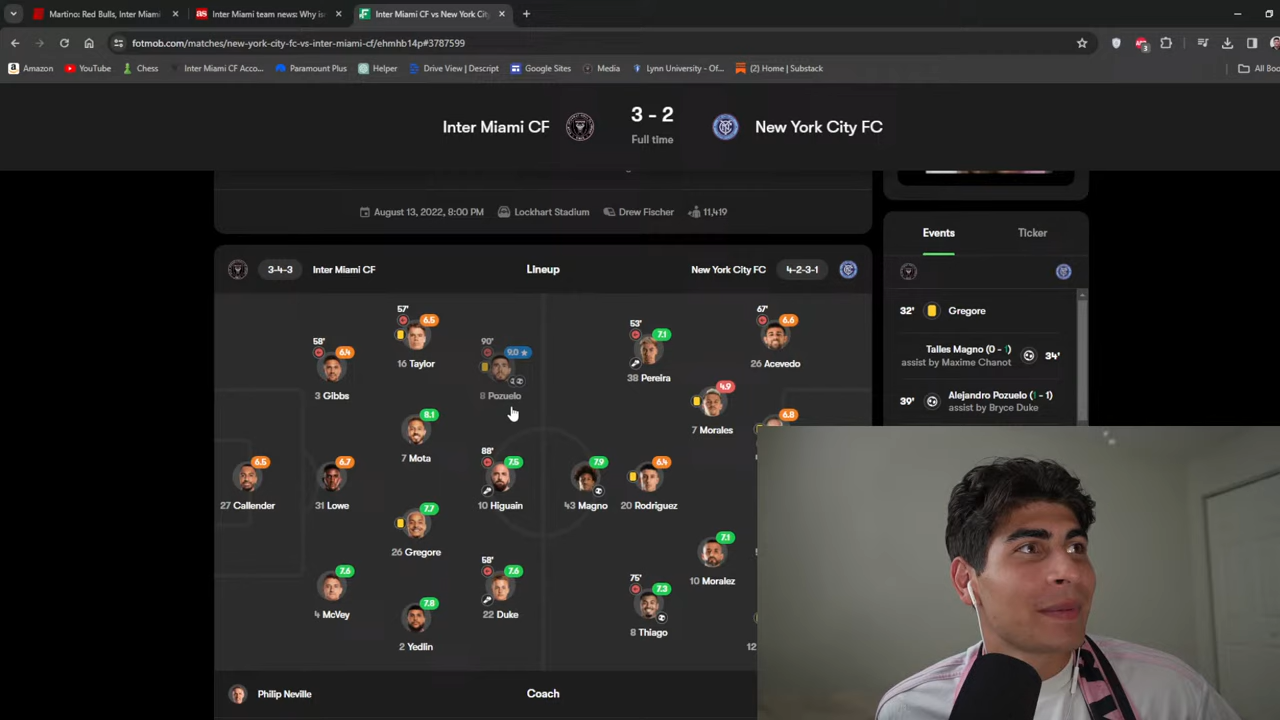 Martino: Red Bulls, Inter Miami
Inter Miami team news: Why is
Inter Miami CF vs New York City
fotmob.com/matches/new-york-city-fc-vs-inter-miami-cf/ehmhb14p#3787599
Amazon
YouTube
Chess
Inter Miami CF Acco...
Paramount Plus
Helper
Drive View | Descript
Google Sites
Media
Lynn University - Of...
(2) Home | Substack
All Boo
Inter Miami CF
3 - 2
Full time
New York City FC
August 13, 2022, 8:00 PM
Lockhart Stadium
Drew Fischer
11,419
3-4-3
Inter Miami CF
Lineup
New York City FC
4-2-3-1
58'
6.4
3 Gibbs
57'
6.5
16 Taylor
90'
9.0
8 Pozuelo
8.1
7 Mota
6.5
27 Callender
6.7
31 Lowe
88'
7.5
10 Higuain
7.7
26 Gregore
7.6
4 McVey
58'
7.6
22 Duke
7.8
2 Yedlin
53'
7.1
38 Pereira
67'
6.6
26 Acevedo
4.9
7 Morales
6.8
7.9
43 Magno
6.4
20 Rodriguez
7.1
10 Moralez
75'
7.3
8 Thiago
12
Philip Neville
Coach
Events
Ticker
32'
Gregore
Talles Magno (0 - 1)
assist by Maxime Chanot
34'
39'
Alejandro Pozuelo (1 - 1)
assist by Bryce Duke